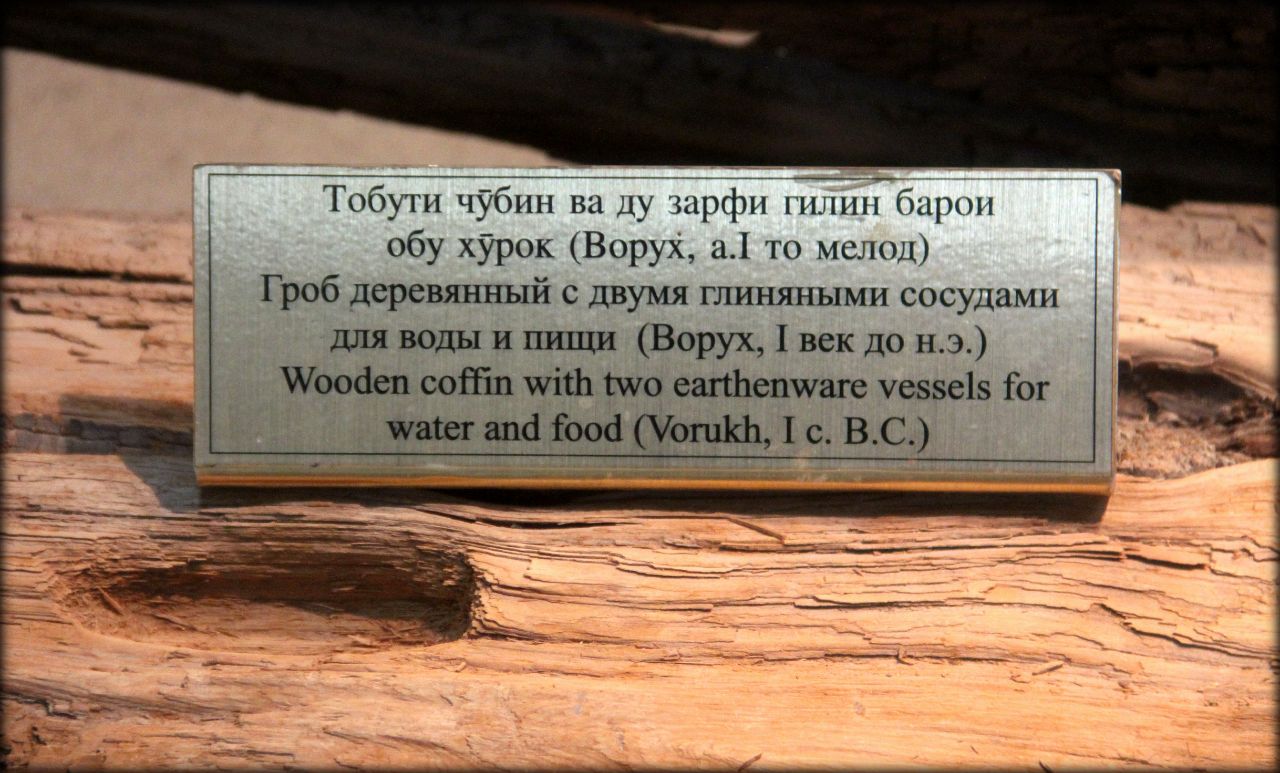 Тобути чӯбин ва ду зарфи гилин барои
обу хӯрок (Ворух, а.I то мелод)
Гроб деревянный с двумя глиняными сосудами
для воды и пищи (Ворух, I век до н.э.)
Wooden coffin with two earthenware vessels for
water and food (Vorukh, I c. B.C.)